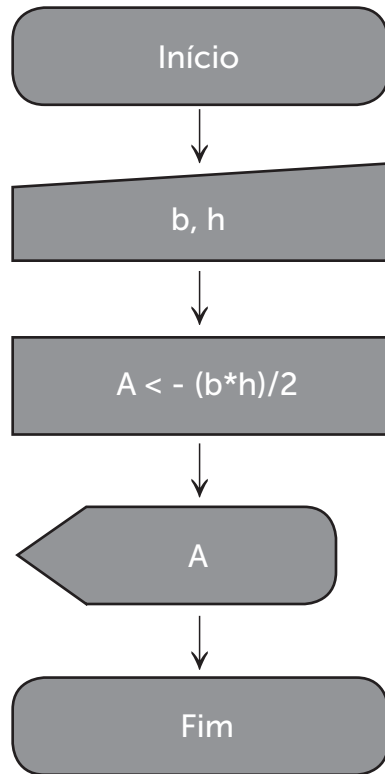 Início
b, h
A < - (b*h)/2
A
Fim